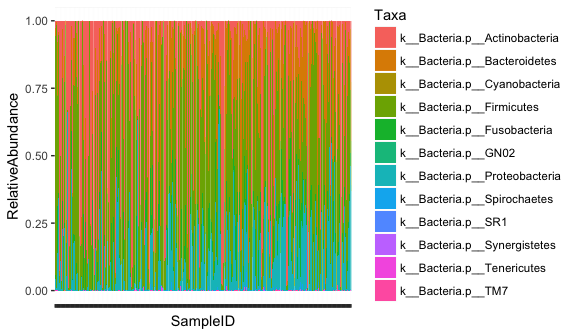 Taxa
1.00
0.75
0.50
0.25
0.00
RelativeAbundance
SampleID
k__Bacteria.p__Actinobacteria
k__Bacteria.p__Bacteroidetes
k__Bacteria.p__Cyanobacteria
k__Bacteria.p__Firmicutes
k__Bacteria.p__Fusobacteria
k__Bacteria.p__GN02
k__Bacteria.p__Proteobacteria
k__Bacteria.p__Spirochaetes
k__Bacteria.p__SR1
k__Bacteria.p__Synergistetes
k__Bacteria.p__Tenericutes
k__Bacteria.p__TM7